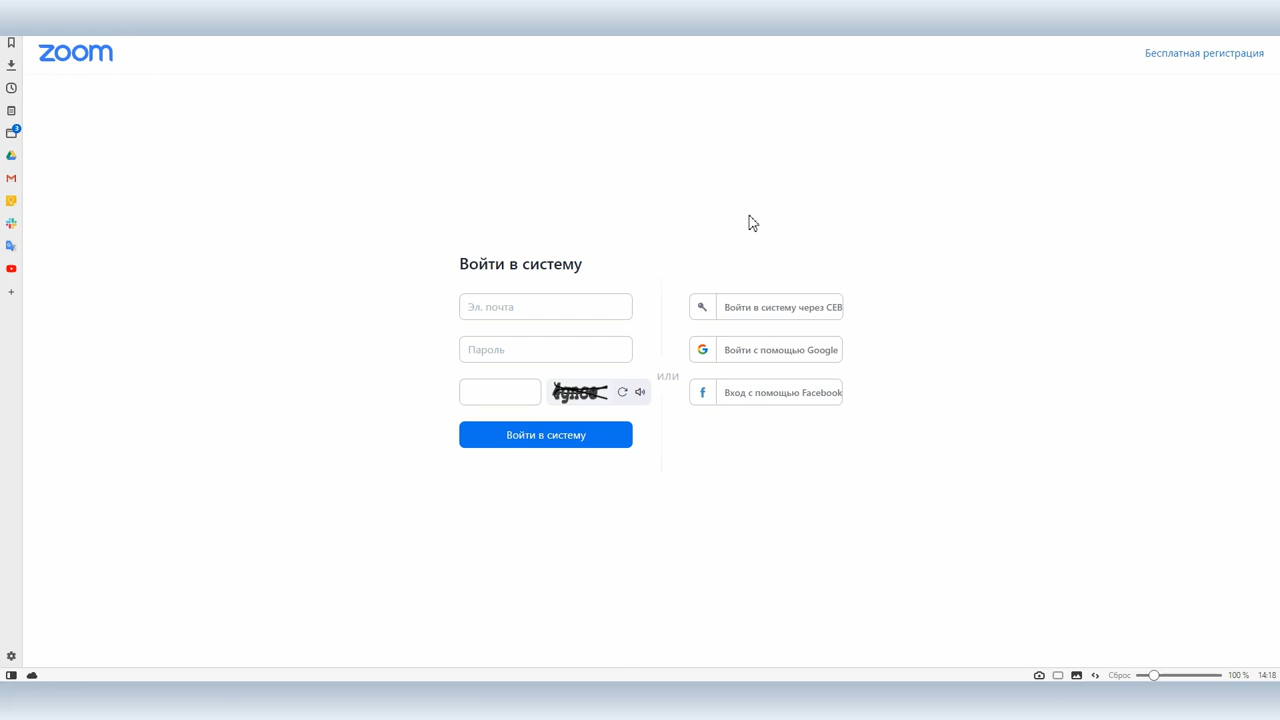 zoom
Бесплатная регистрация
3
Войти в систему
Эл. почта
Войти в систему через СЕВ
Пароль
Войти с помощью Google
или
Вход с помощью Facebook
Войти в систему
Сброс
100 %
14:18